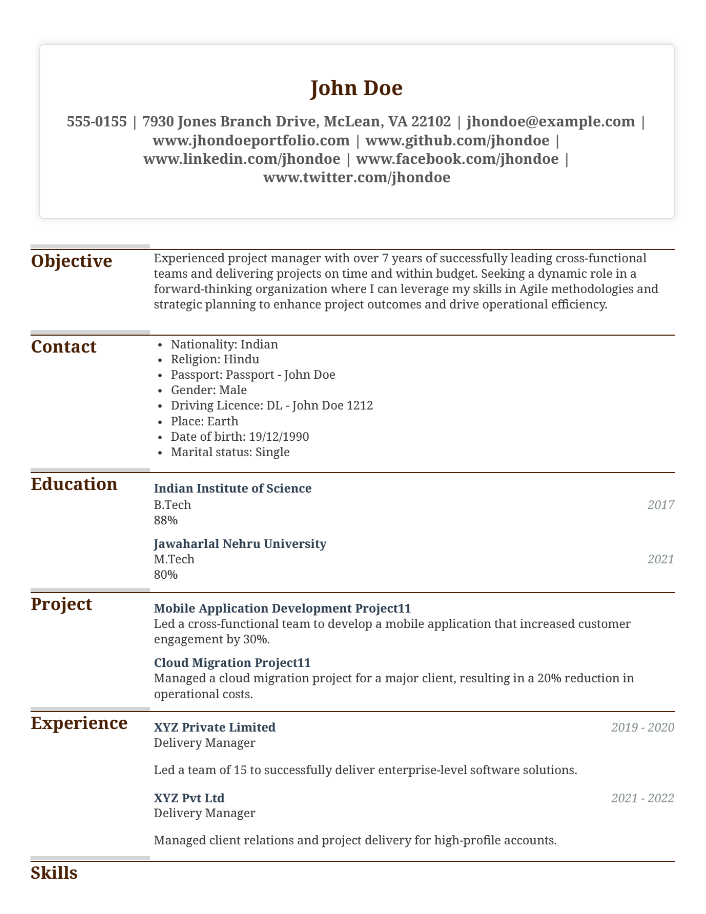 John Doe
555-0155 | 7930 Jones Branch Drive, McLean, VA 22102 | jhondoe@example.com |
www.jhondoeportfolio.com | www.github.com/jhondoe |
www.linkedin.com/jhondoe | www.facebook.com/jhondoe |
www.twitter.com/jhondoe
Objective
Experienced project manager with over 7 years of successfully leading cross-functional
teams and delivering projects on time and within budget. Seeking a dynamic role in a
forward-thinking organization where I can leverage my skills in Agile methodologies and
strategic planning to enhance project outcomes and drive operational efficiency.
Contact
• Nationality: Indian
• Religion: Hindu
• Passport: Passport - John Doe
• Gender: Male
• Driving Licence: DL - John Doe 1212
• Place: Earth
• Date of birth: 19/12/1990
• Marital status: Single
Education
Indian Institute of Science
B.Tech 2017
88%
Jawaharlal Nehru University
M.Tech 2021
80%
Project
Mobile Application Development Project11
Led a cross-functional team to develop a mobile application that increased customer
engagement by 30%.
Cloud Migration Project11
Managed a cloud migration project for a major client, resulting in a 20% reduction in
operational costs.
Experience
XYZ Private Limited 2019 - 2020
Delivery Manager
Led a team of 15 to successfully deliver enterprise-level software solutions.
XYZ Pvt Ltd 2021 - 2022
Delivery Manager
Managed client relations and project delivery for high-profile accounts.
Skills